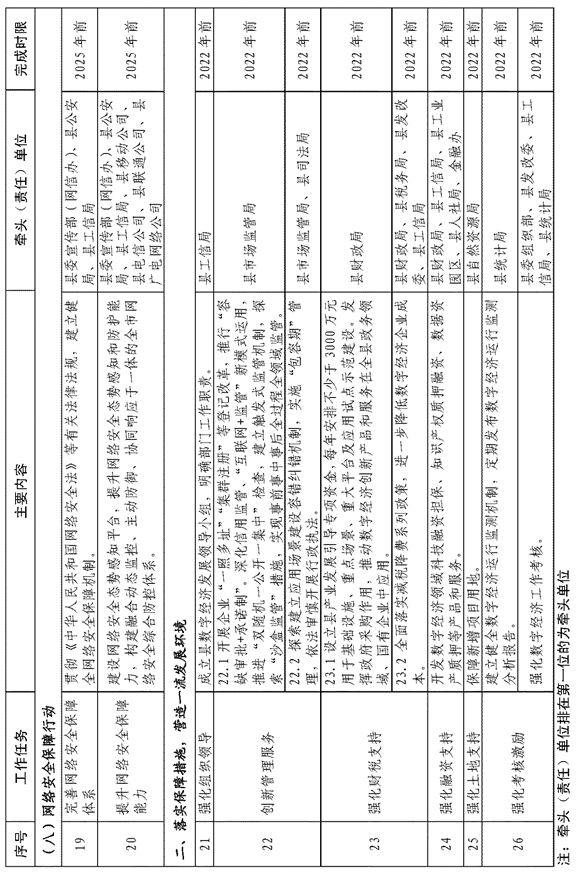 序号
工作任务
主要内容
牵头（责任）单位
完成时限
（八）网络安全保障行动
19
完善网络安全保障
体系
贯彻《中华人民共和国网络安全法》等有关法律法规，建立健
全网络安全保障机制。
县委宣传部（网信办）、县公安
局、县工信局
2025年前
20
提升网络安全保障
能力
建设网络安全态势感知平台，提升网络安全态势感知和防护能
力，构建融合动态监控、主动防御、协同响应于一体的全市网
络安全综合防控体系。
县委宣传部（网信办）、县公安
局、县工信局、县移动公司、
县电信公司、县联通公司、县
广电网络公司
2025年前
二、落实保障措施，营造一流发展环境
21
强化组织领导
成立县数字经济发展领导小组，明确部门工作职责。
县工信局
2022年前
22
创新管理服务
22.1 开展企业“一照多址”“集群注册”等登记改革，推行“容
缺审批+承诺制”。深化信用监管、“互联网+监管”新模式运用，
推进“双随机一公开一集中”检查，建立触发式监管机制，探
索“沙盒监管”措施，实现事前事中事后全过程全领域监管。
县市场监管局
2022年前
22.2 探索建立应用场景建设容错纠错机制，实施“包容期”管
理，依法审慎开展行政执法。
县市场监管局、县司法局
2022年前
23
强化财税支持
23.1 设立县产业发展引导专项资金，每年安排不少于3000万元
用于基础设施、重点场景、重大平台及应用试点示范建设。发
挥政府采购作用，推动数字经济创新产品和服务在全县政务领
域、国有企业中应用。
县财政局
2022年前
23.2 全面落实减税降费系列政策，进一步降低数字经济企业成
本。
县财政局、县税务局、县发改
委、县工信局
2022年前
24
强化融资支持
开发数字经济领域科技融资担保、知识产权质押融资、数据资
产质押等产品和服务。
县财政局、县工信局、县工业
园区、县人社局、金融办
2022年前
25
强化土地支持
保障新增项目用地。
县自然资源局
2022年前
26
强化考核激励
建立健全数字经济运行监测机制，定期发布数字经济运行监测
分析报告。
县统计局
2022年前
强化数字经济工作考核。
县委组织部、县发改委、县工
信局、县统计局
2022年前
注：牵头（责任）单位排在第一位的为牵头单位